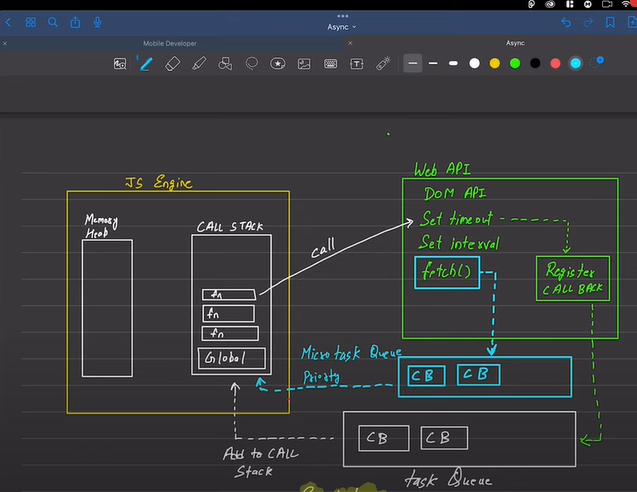 Async
Mobile Developer
Async
JS Engine
Memory
Heap
CALL STACK
fn
fn
fn
Global
call
Web API
DOM API
Set timeout
Set interval
fetch()
Register
CALL BACK
Microtask Queue
Priority
CB
CB
CB
CB
Add to CALL
Stack
task Queue